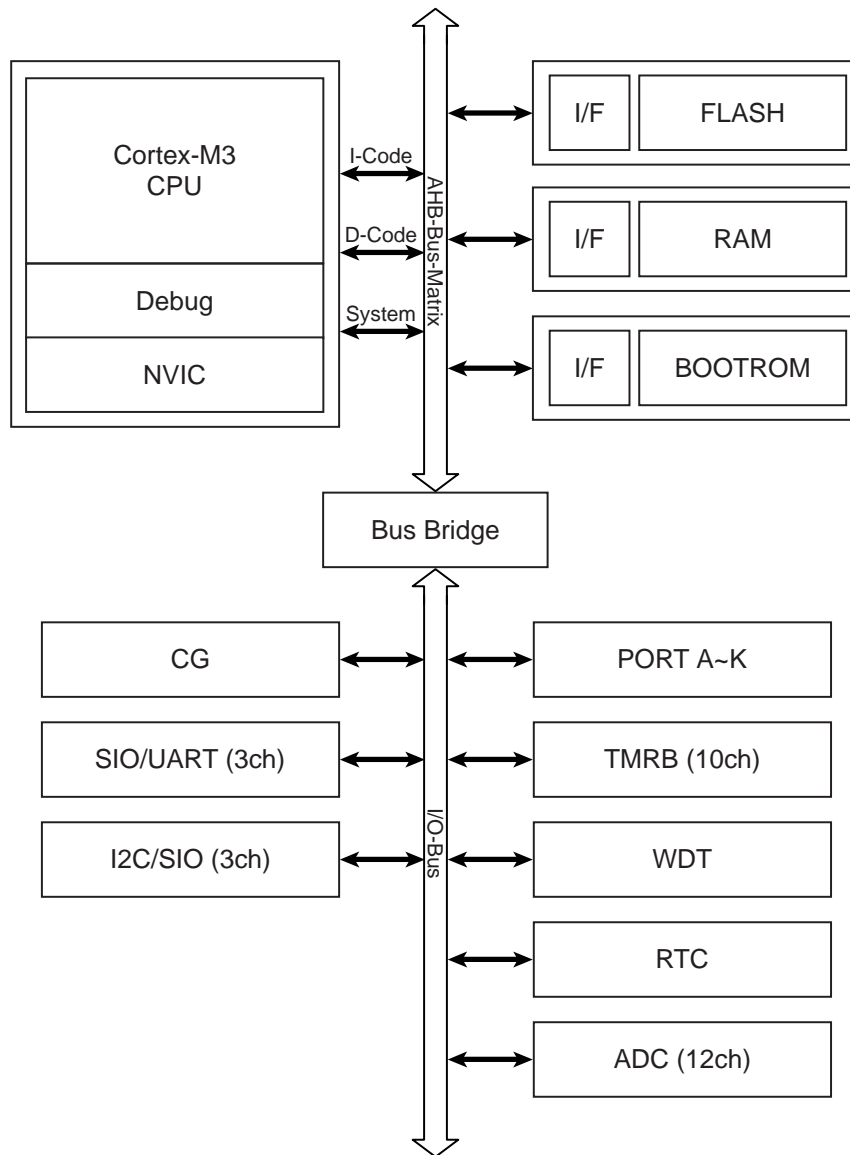 Cortex-M3
CPU
Debug
NVIC
I-Code
D-Code
System
AHB-Bus-Matrix
I/F
FLASH
I/F
RAM
I/F
BOOTROM
Bus Bridge
CG
SIO/UART (3ch)
I2C/SIO (3ch)
I/O-Bus
PORT A~K
TMRB (10ch)
WDT
RTC
ADC (12ch)